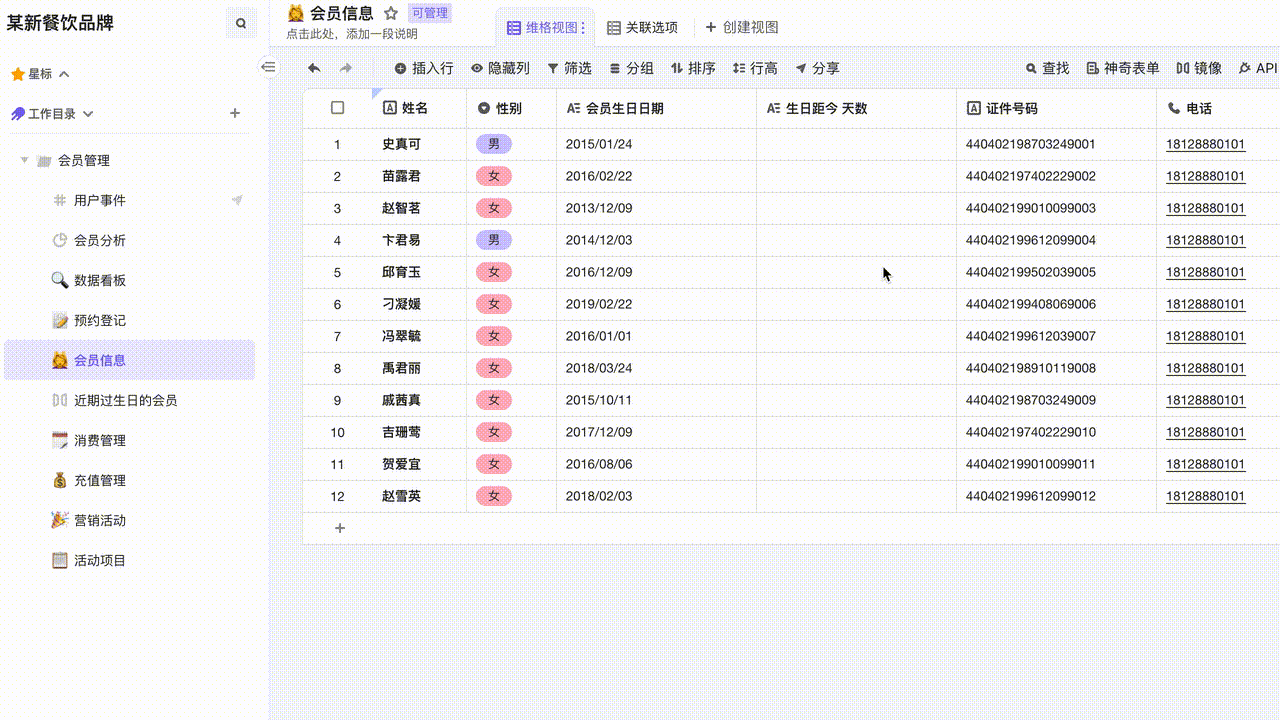 某新餐饮品牌
星标
工作目录
会员管理
用户事件
会员分析
数据看板
预约登记
会员信息
近期过生日的会员
消费管理
充值管理
营销活动
活动项目
会员信息 可管理
点击此处，添加一段说明
维格视图 关联选项 创建视图
插入行 隐藏列 筛选 分组 排序 行高 分享 查找 神奇表单 镜像 API
姓名 性别 会员生日日期 生日距今 天数 证件号码 电话
1 史真可 男 2015/01/24 440402198703249001 18128880101
2 苗露君 女 2016/02/22 440402197402229002 18128880101
3 赵智茗 女 2013/12/09 440402199010099003 18128880101
4 卞君易 男 2014/12/03 440402199612099004 18128880101
5 邱育玉 女 2016/12/09 440402199502039005 18128880101
6 刁凝媛 女 2019/02/22 440402199408069006 18128880101
7 冯翠毓 女 2016/01/01 440402199612039007 18128880101
8 禹君丽 女 2018/03/24 440402198910119008 18128880101
9 戚茜真 女 2015/10/11 440402198703249009 18128880101
10 吉珊莺 女 2017/12/09 440402197402229010 18128880101
11 贺爱宜 女 2016/08/06 440402199010099011 18128880101
12 赵雪英 女 2018/02/03 440402199612099012 18128880101